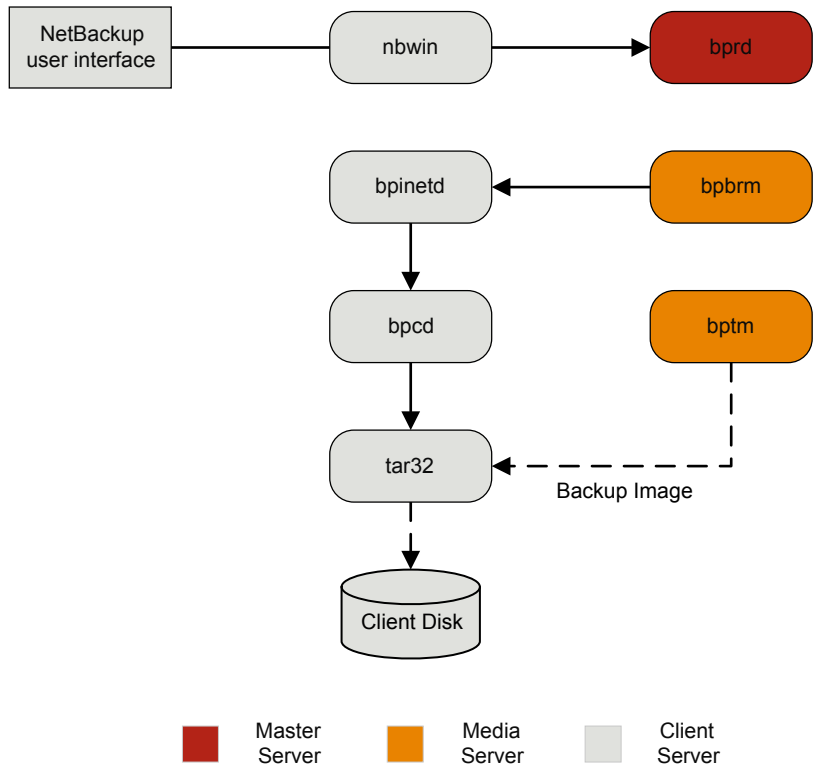 NetBackup
user interface
nbwin
bprd
bpinetd
bpbrm
bpcd
bptm
tar32
Backup Image
Client Disk
Master
Server
Media
Server
Client
Server